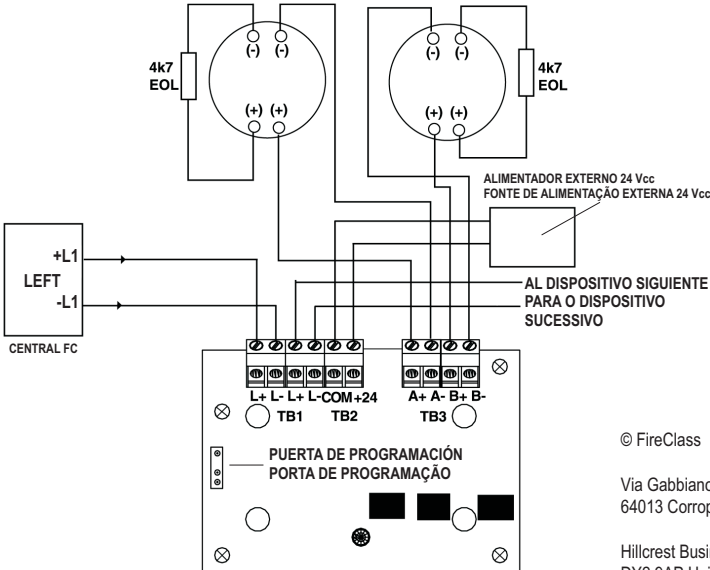 (-) (-)
4k7
EOL
(+) (+)
(-) (-)
4k7
EOL
(+) (+)
ALIMENTADOR EXTERNO 24 Vcc
FONTE DE ALIMENTAÇÃO EXTERNA 24 Vcc
+L1
LEFT
-L1
CENTRAL FC
AL DISPOSITIVO SIGUIENTE
PARA O DISPOSITIVO
SUCESSIVO
L+ L- L+ L- COM +24
A+ A- B+ B-
TB1 TB2 TB3
PUERTA DE PROGRAMACIÓN
PORTA DE PROGRAMAÇÃO
© FireClass
Via Gabbiano
64013 Corrop
Hillcrest Busi